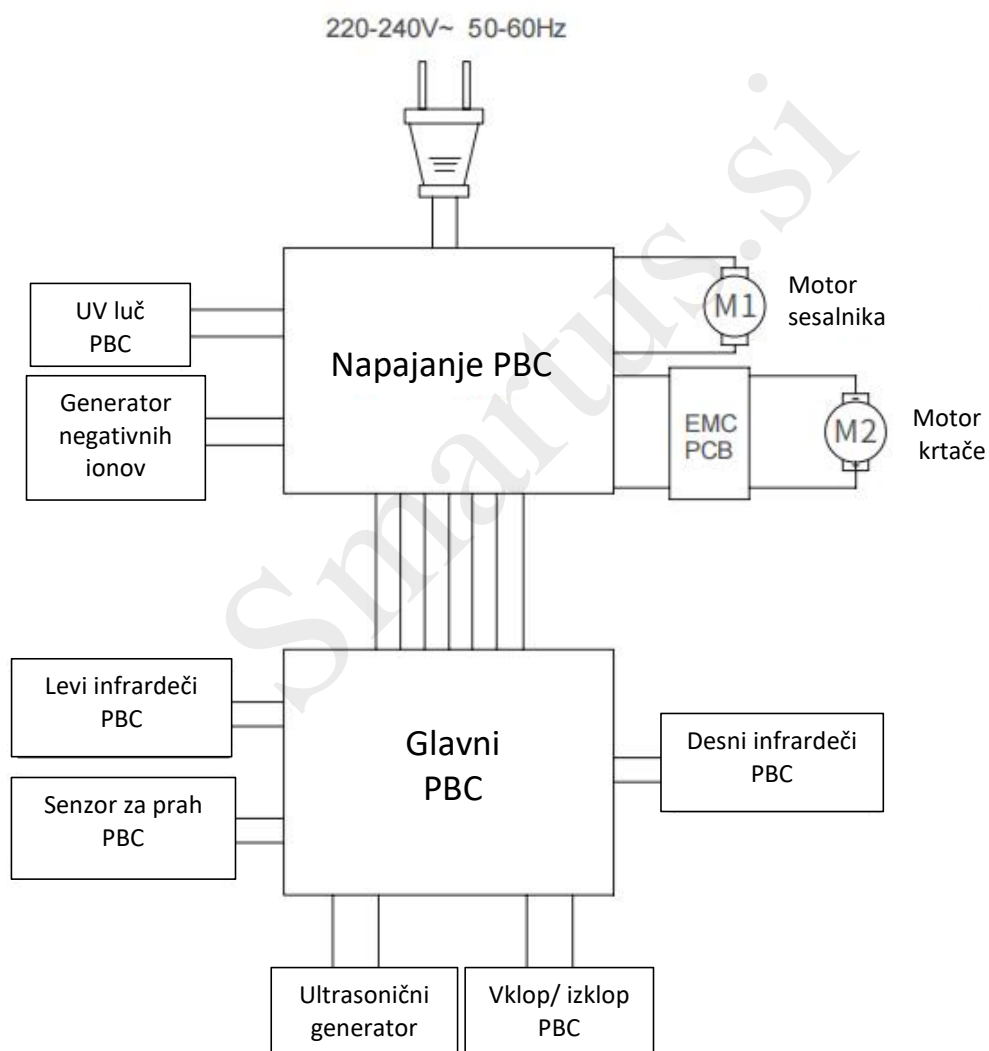 220-240V~ 50-60Hz
UV luč
PBC
Generator
negativnih
ionov
Napajanje PBC
M1
Motor
sesalnika
EMC
PCB
M2
Motor
krtače
Levi infrardeči
PBC
Senzor za prah
PBC
Glavni
PBC
Desni infrardeči
PBC
Ultrasonični
generator
Vklop/ izklop
PBC
Smartus.si